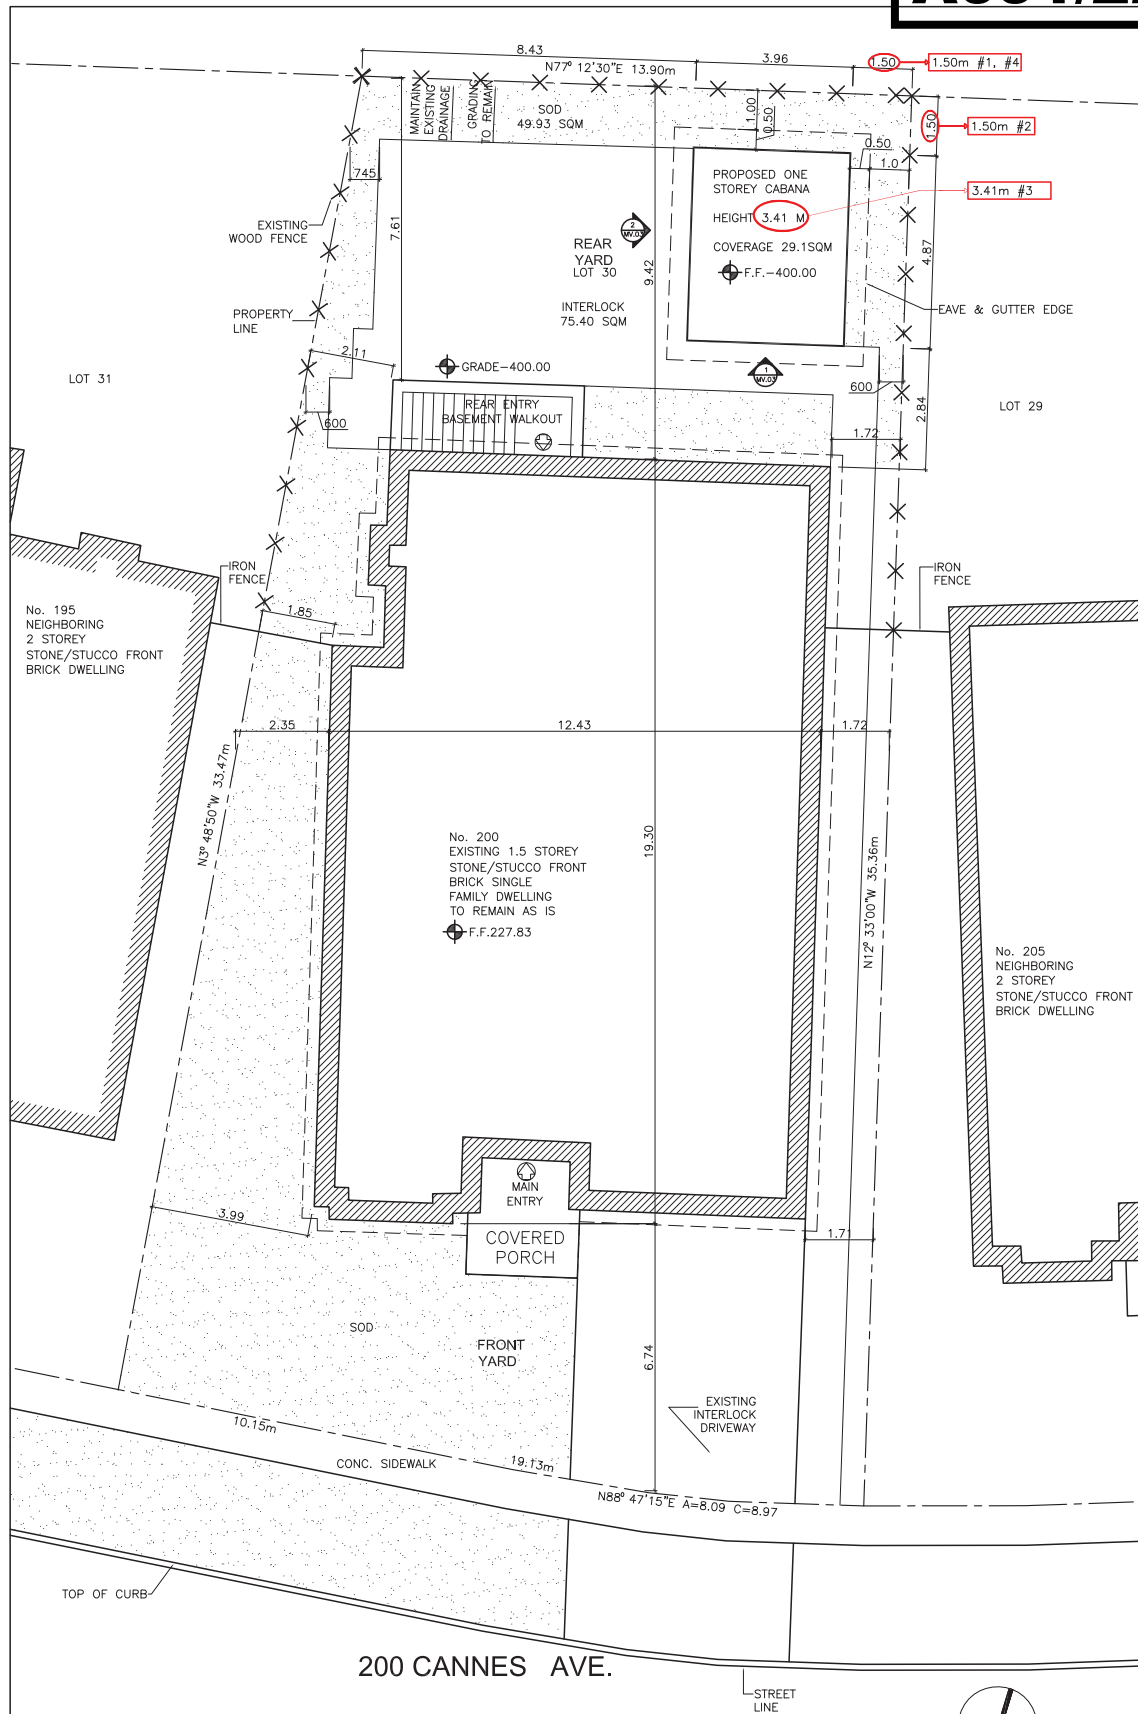 8.43
N77° 12'30"E 13.90m
3.96
1.50
1.50m #1, #4
MAINTAIN
EXISTING
DRAINAGE
GRADING
TO REMAIN
SOD
49.93 SQM
1.00
0.50
1.50
1.50m #2
0.50
1.0
745
PROPOSED ONE
STOREY CABANA
HEIGHT 3.41 M
3.41m #3
COVERAGE 29.1SQM
F.F.-400.00
EXISTING
WOOD FENCE
7.61
REAR
YARD
LOT 30
2
MV.03
9.42
4.87
INTERLOCK
75.40 SQM
EAVE & GUTTER EDGE
PROPERTY
LINE
2.11
GRADE-400.00
1
MV.03
LOT 31
600
LOT 29
REAR ENTRY
BASEMENT WALKOUT
600
2.84
1.72
IRON
FENCE
IRON
FENCE
No. 195
NEIGHBORING
2 STOREY
STONE/STUCCO FRONT
BRICK DWELLING
1.85
2.35
12.43
1.72
N3° 48'50"W 33.47m
19.30
N12° 33'00"W 35.36m
No. 200
EXISTING 1.5 STOREY
STONE/STUCCO FRONT
BRICK SINGLE
FAMILY DWELLING
TO REMAIN AS IS
F.F.227.83
No. 205
NEIGHBORING
2 STOREY
STONE/STUCCO FRONT
BRICK DWELLING
MAIN
ENTRY
3.99
COVERED
PORCH
1.71
SOD
FRONT
YARD
6.74
EXISTING
INTERLOCK
DRIVEWAY
10.15m
CONC. SIDEWALK
19.13m
N88° 47'15"E A=8.09 C=8.97
TOP OF CURB
200 CANNES AVE.
STREET
LINE